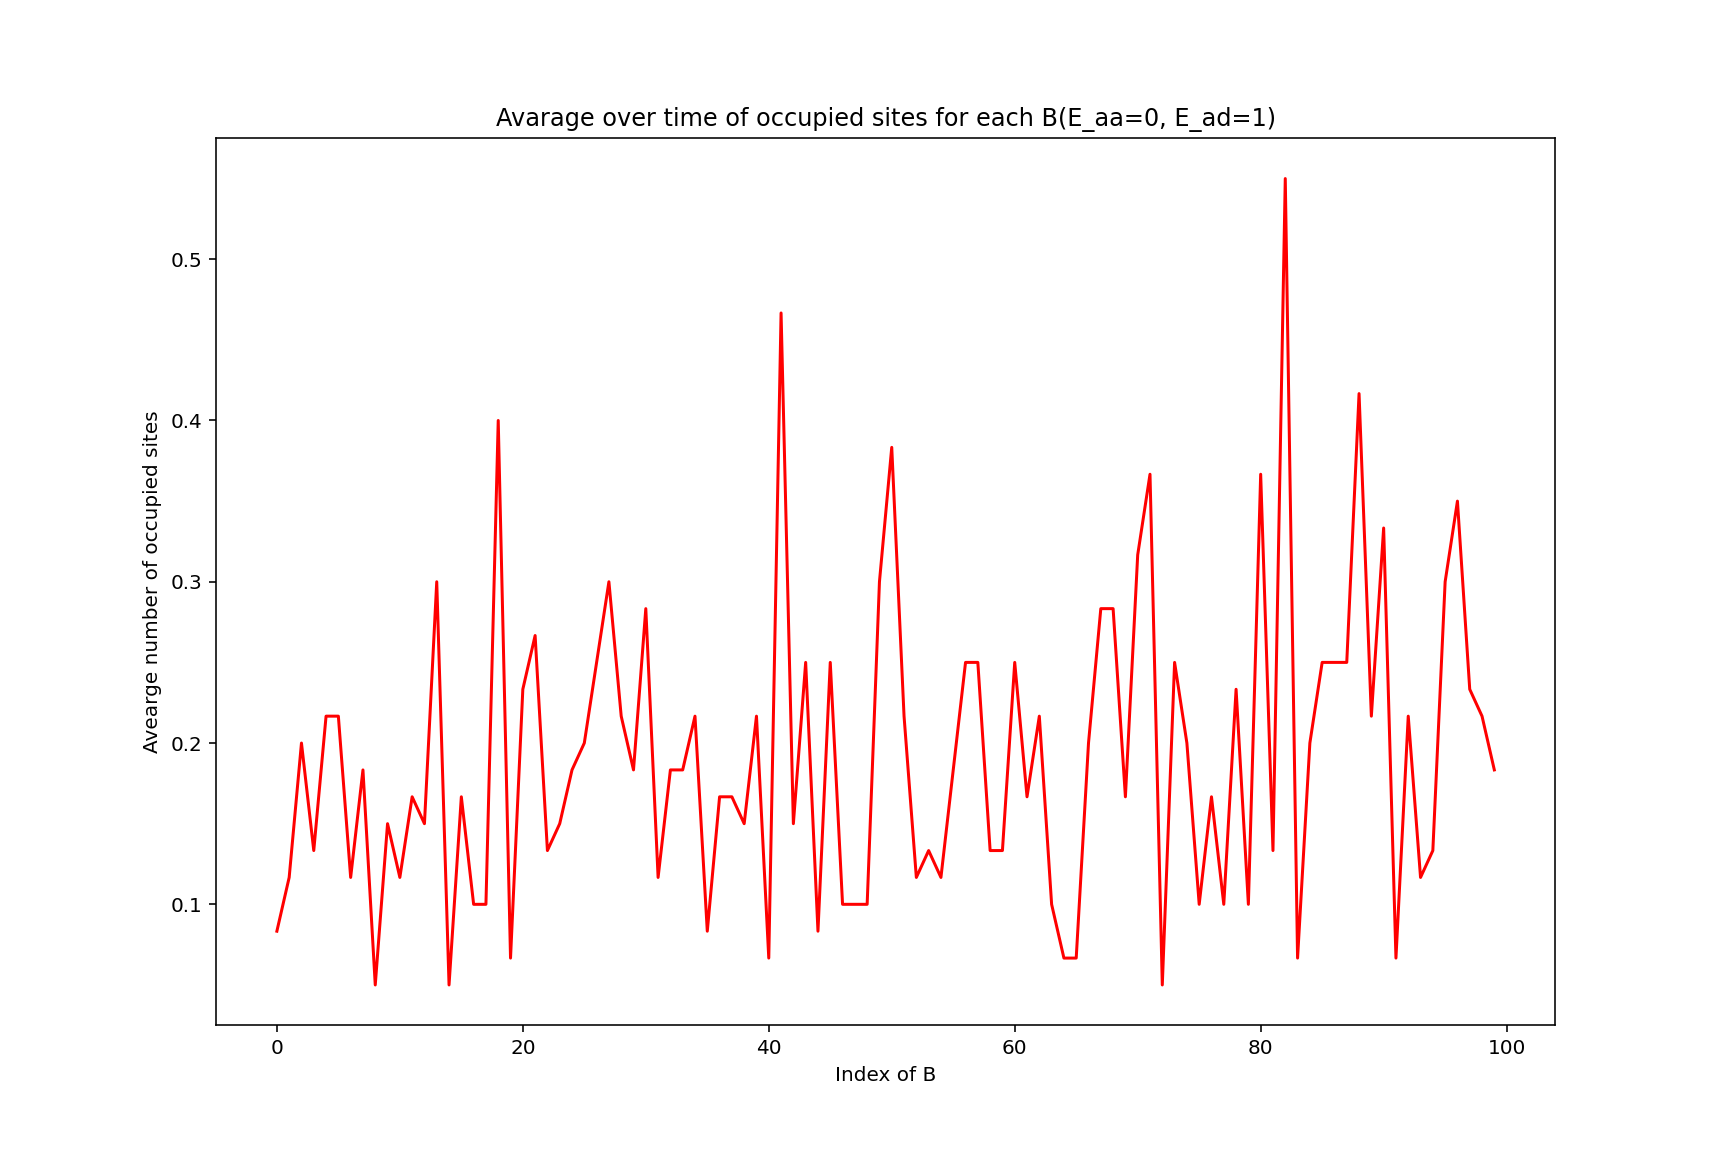 Avarage over time of occupied sites for each B(E_aa=0, E_ad=1)
Avearge number of occupied sites
0.5
0.4
0.3
0.2
0.1
0 20 40 60 80 100
Index of B